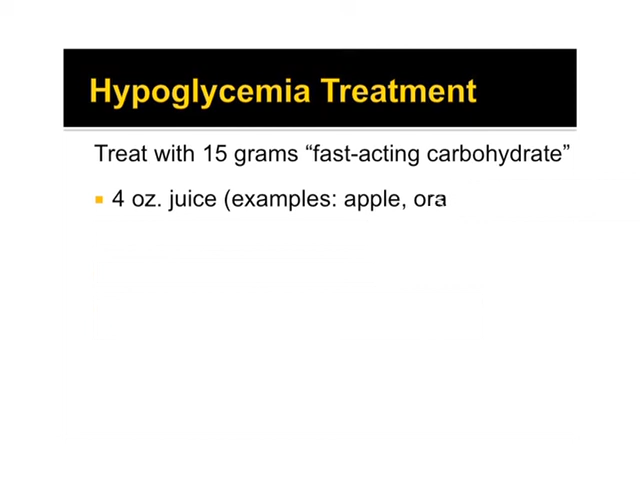 Hypoglycemia Treatment
Treat with 15 grams “fast-acting carbohydrate”
4 oz. juice (examples: apple, ora